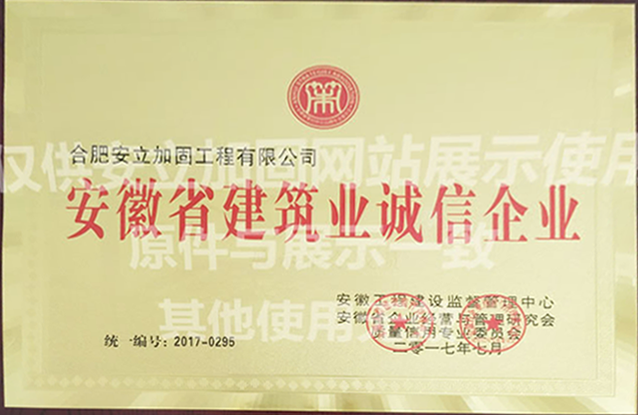 合肥安立加固工程有限公司
仅供安立加固网站展示使用
安徽省建筑业诚信企业
原件与展示一致
其他使用无
安徽工程建设监督管理中心
安徽省企业经营与管理研究会
质量信用专业委员会
二〇一七年七月
统一编号: 2017-0295